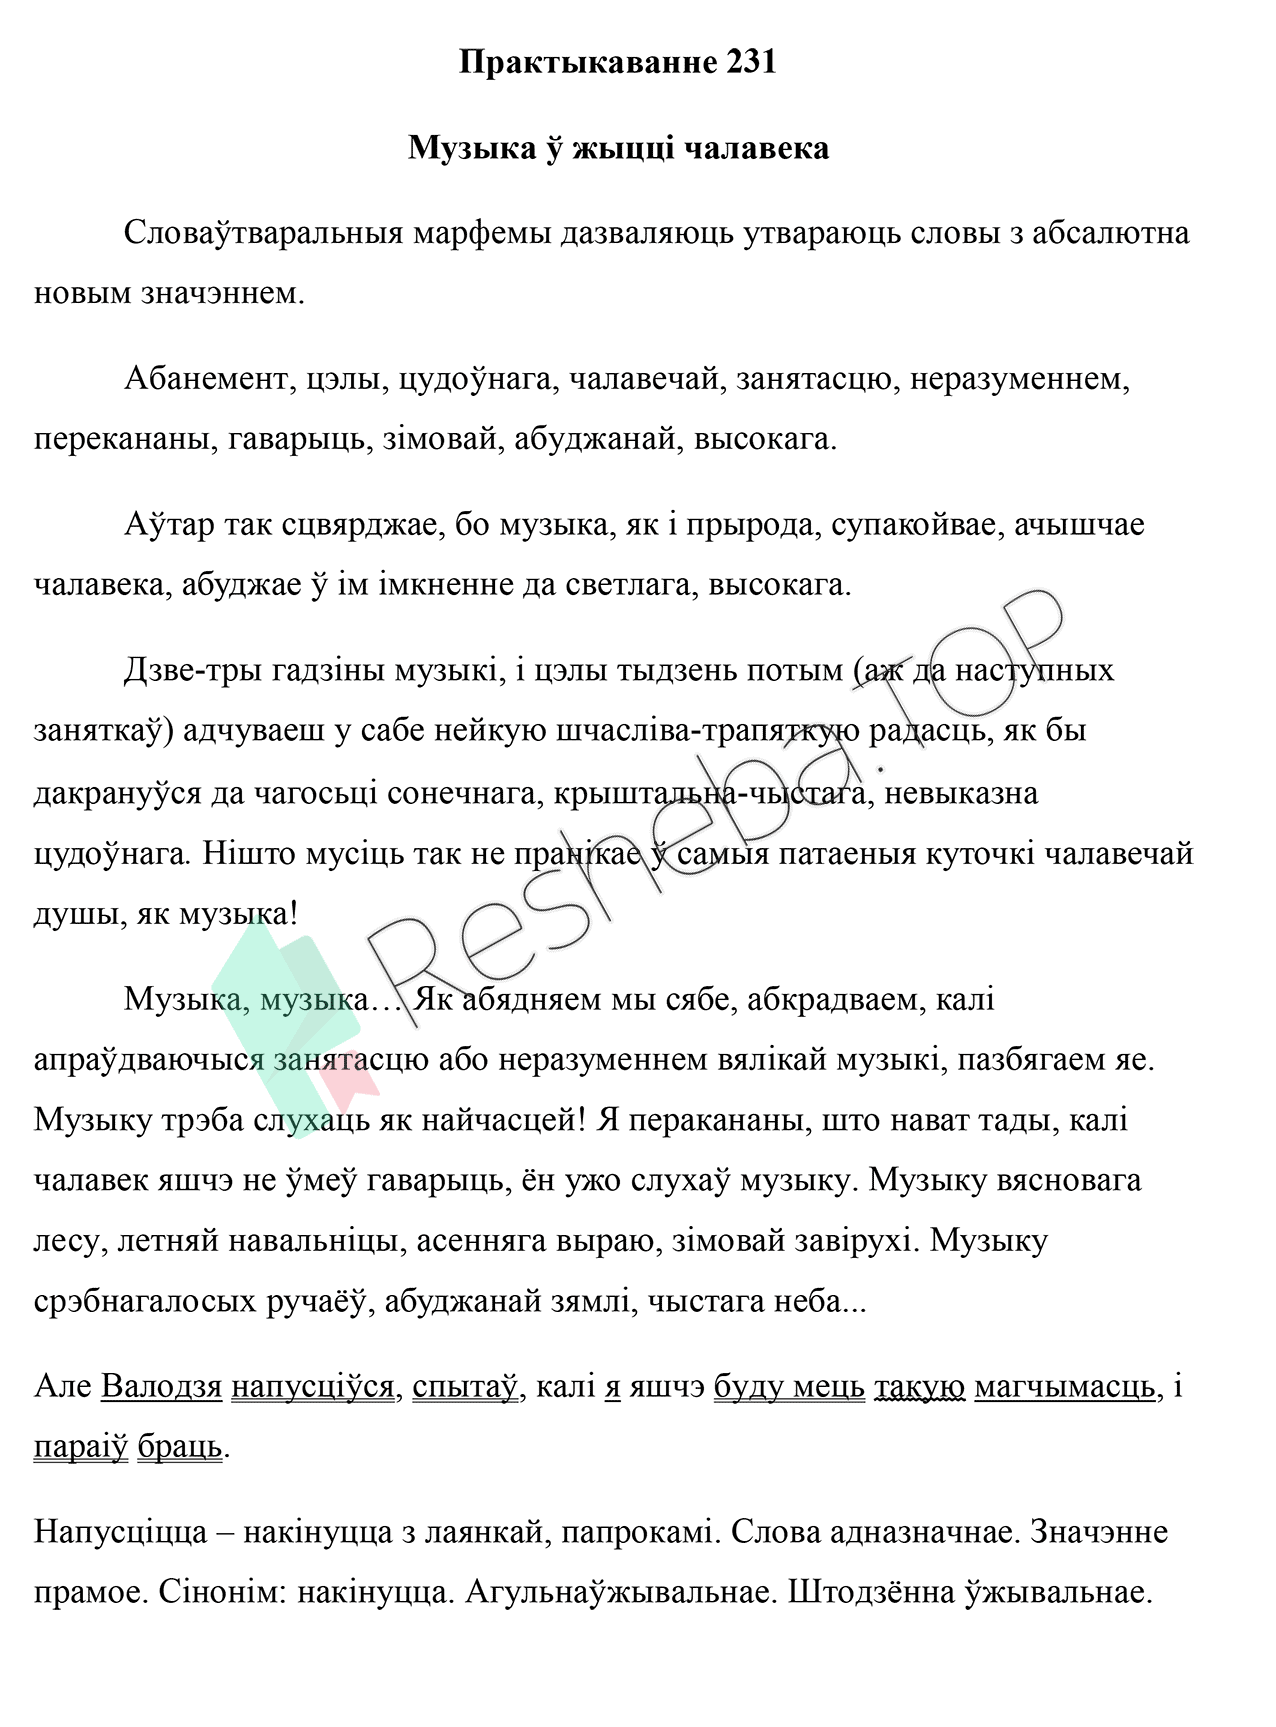 Практыкаванне 231
Музыка ў жыцці чалавека
Словаўтваральныя марфемы дазваляюць утвараюць словы з абсалютна
новым значэннем.
Абанемент, цэлы, цудоўнага, чалавечай, занятасцю, неразуменнем,
перекананы, гаварыць, зімовай, абуджанай, высокага.
Аўтар так сцвярджае, бо музыка, як і прырода, супакойвае, ачышчае
чалавека, абуджае ў ім імкненне да светлага, высокага.
Дзве-тры гадзіны музыкі, і цэлы тыдзень потым (аж да наступных
заняткаў) адчуваеш у сабе нейкую шчасліва-трапяткую радасць, як бы
дакрануўся да чагосьці сонечнага, крыштальна-чыстага, невыказна
цудоўнага. Нішто мусіць так не пранікае ў самыя патаеныя куточкі чалавечай
душы, як музыка!
Музыка, музыка… Як абядняем мы сябе, абкрадваем, калі
апраўдваючыся занятасцю або неразуменнем вялікай музыкі, пазбягаем яе.
Музыку трэба слухаць як найчасцей! Я перакананы, што нават тады, калі
чалавек яшчэ не ўмеў гаварыць, ён ужо слухаў музыку. Музыку вясновага
лесу, летняй навальніцы, асенняга выраю, зімовай завірухі. Музыку
срэбнагалосых ручаёў, абуджанай зямлі, чыстага неба...
Але Валодзя напусціўся, спытаў, калі я яшчэ буду мець такую магчымасць, і
параіў браць.
Напусціцца – накінуцца з лаянкай, папрокамі. Слова адназначнае. Значэнне
прамое. Сінонім: накінуцца. Агульнаўжывальнае. Штодзённа ўжывальнае.
Resheba.TOP